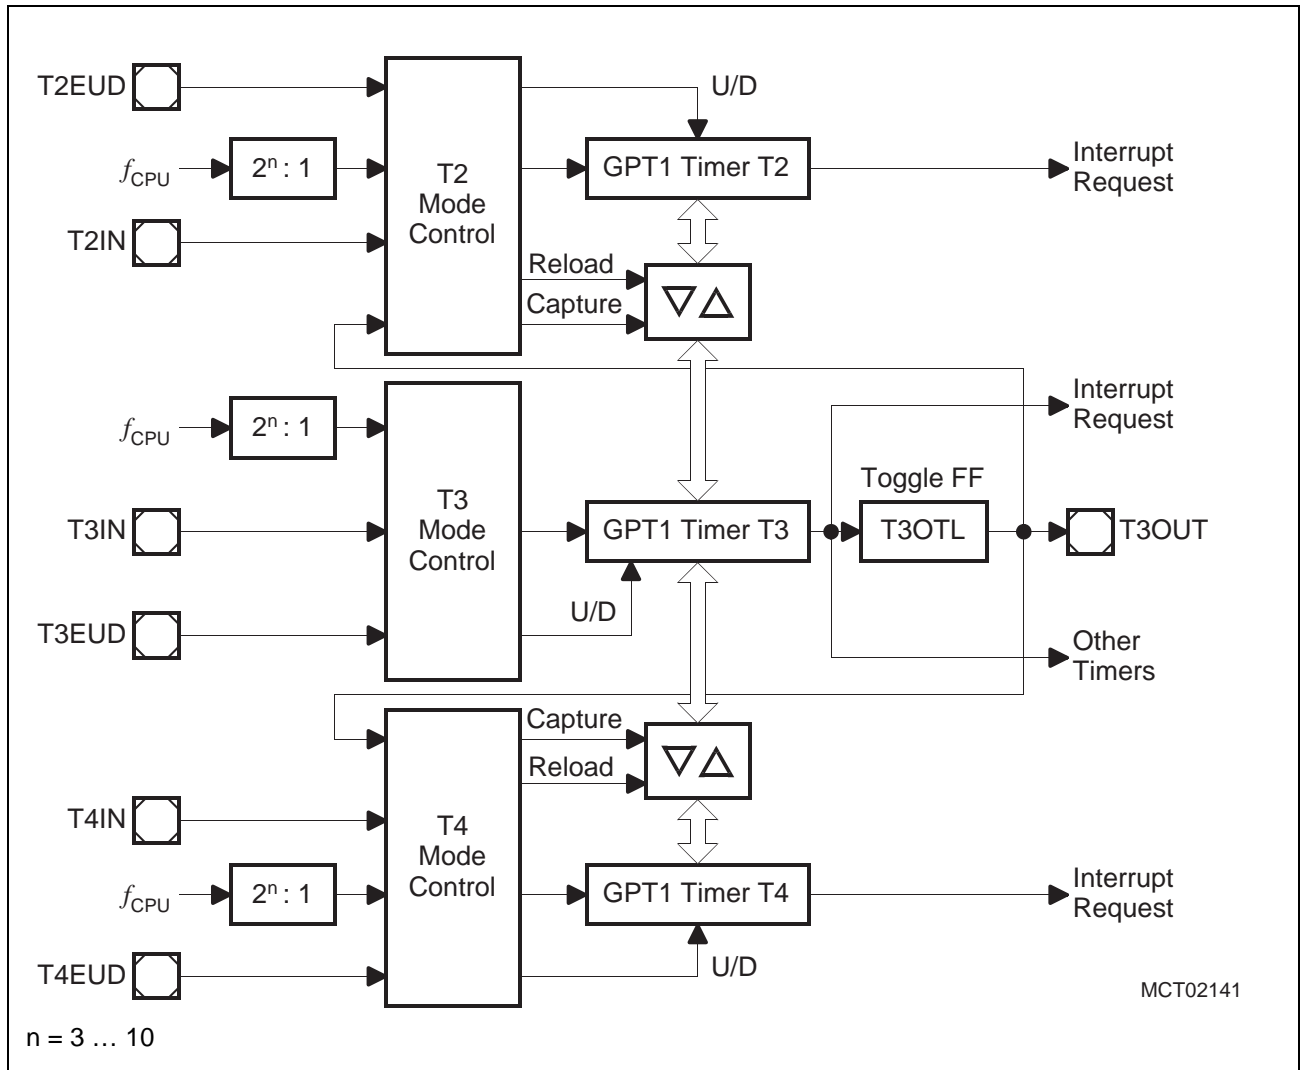 T2EUD
U/D
fCPU
2ⁿ : 1
T2
Mode
Control
GPT1 Timer T2
Interrupt
Request
T2IN
Reload
Capture
fCPU
2ⁿ : 1
Interrupt
Request
T3
Mode
Control
Toggle FF
T3IN
GPT1 Timer T3
T3OTL
T3OUT
T3EUD
U/D
Other
Timers
Capture
Reload
T4IN
T4
Mode
Control
fCPU
2ⁿ : 1
GPT1 Timer T4
Interrupt
Request
T4EUD
U/D
MCT02141
n = 3 … 10